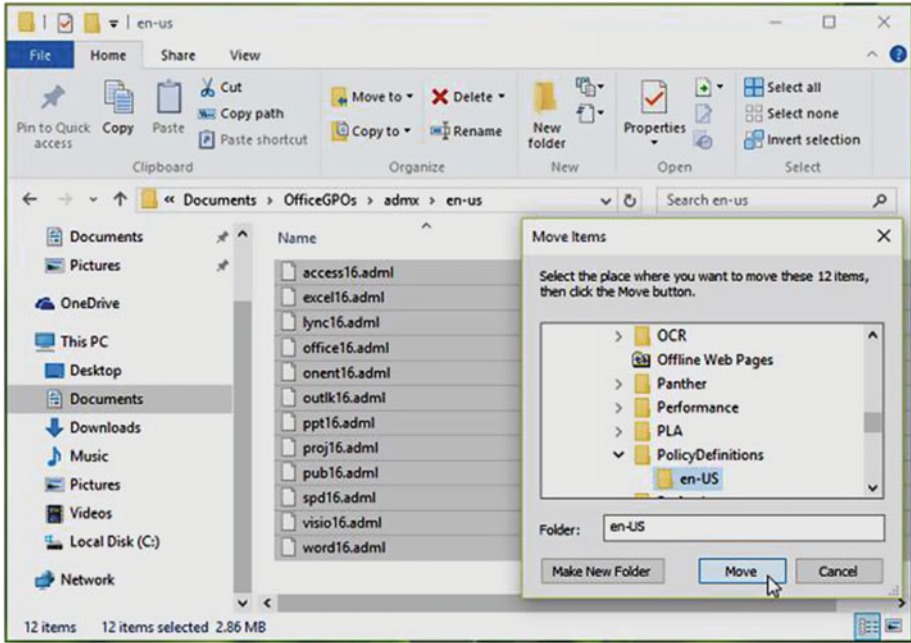 en-us
File Home Share View
Pin to Quick access
Copy
Paste
Cut
Copy path
Paste shortcut
Clipboard
Move to
Copy to
Delete
Rename
Organize
New folder
New
Properties
Open
Select all
Select none
Invert selection
Select
« Documents > OfficeGPOs > admx > en-us
Search en-us
Documents
Pictures
OneDrive
This PC
Desktop
Documents
Downloads
Music
Pictures
Videos
Local Disk (C:)
Network
Name
access16.adml
excel16.adml
lync16.adml
office16.adml
onent16.adml
outlk16.adml
ppt16.adml
proj16.adml
pub16.adml
spd16.adml
visio16.adml
word16.adml
Move Items
Select the place where you want to move these 12 items,
then click the Move button.
OCR
Offline Web Pages
Panther
Performance
PLA
PolicyDefinitions
en-US
Folder: en-US
Make New Folder Move Cancel
12 items 12 items selected 2.86 MB